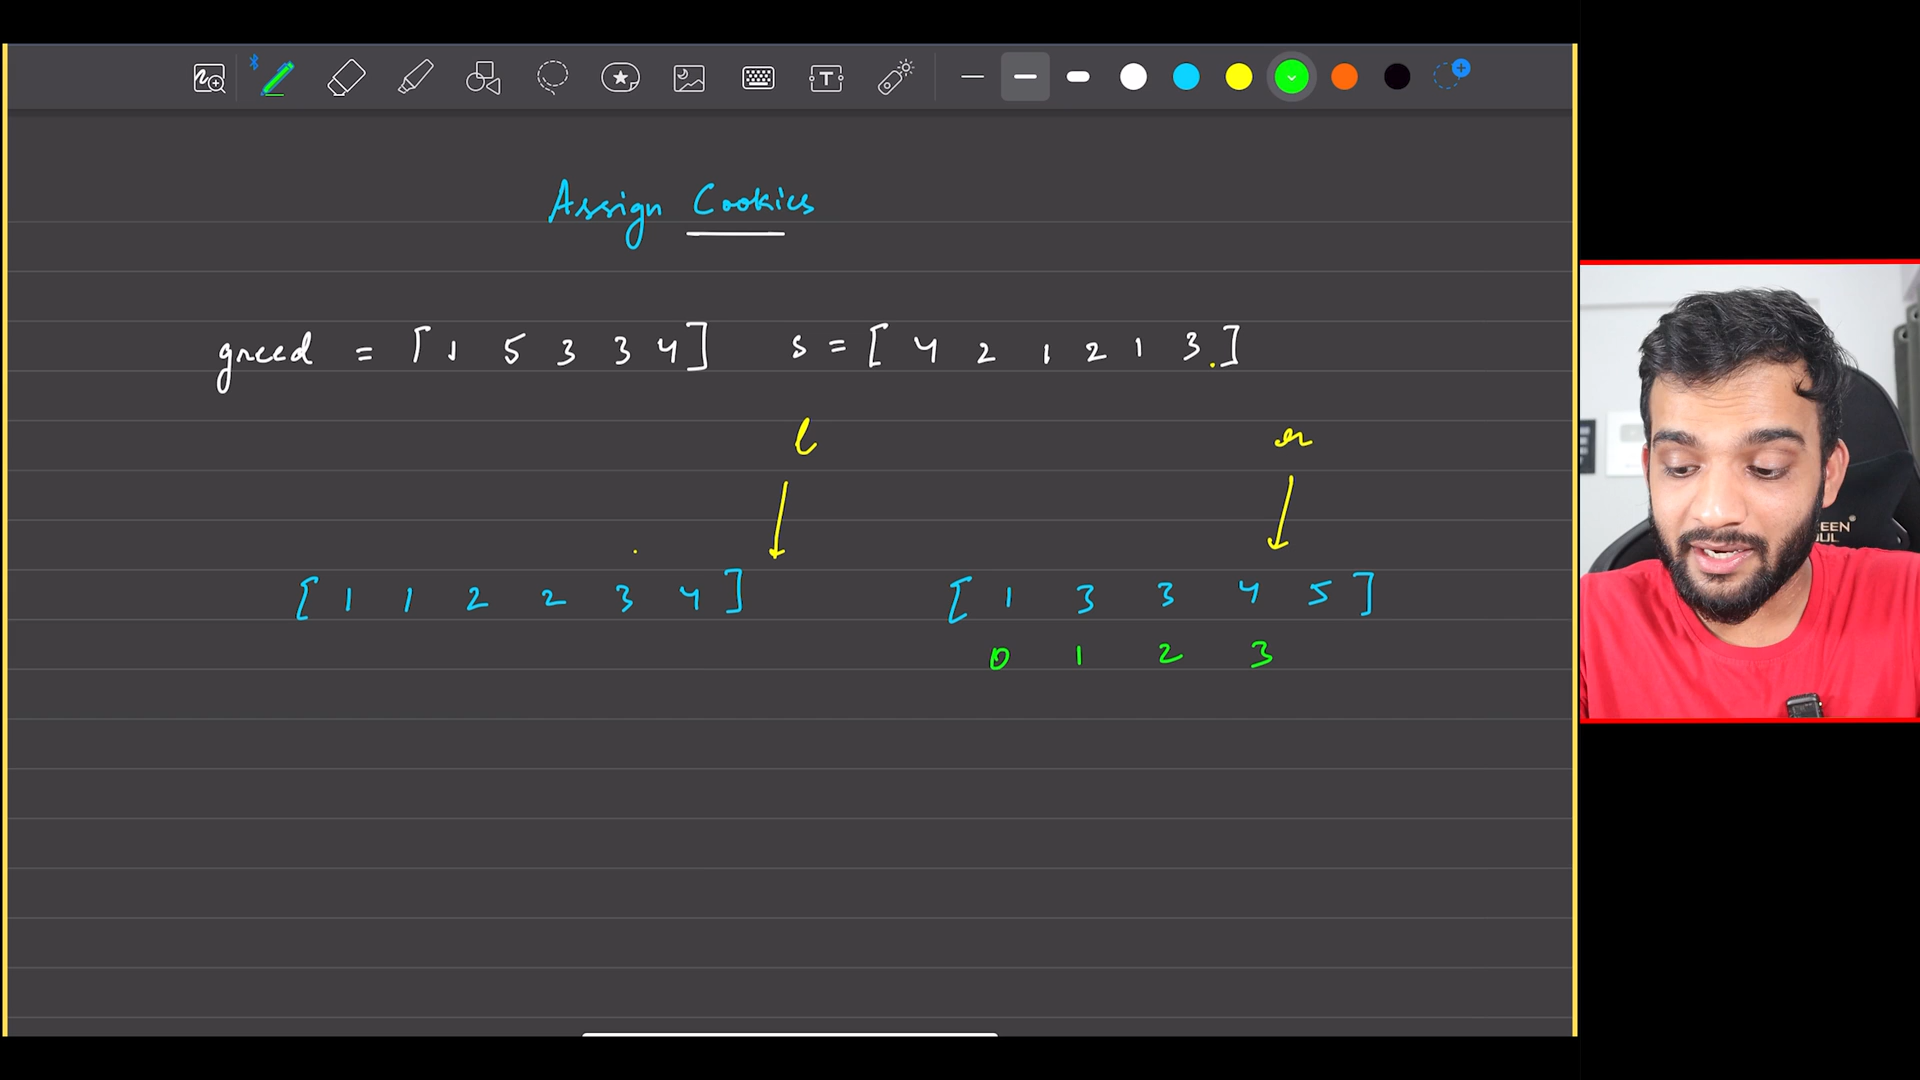 Assign Cookies
greed = [ 1 5 3 3 4 ] s = [ 4 2 1 2 1 3 ]
l r
[ 1 1 2 2 3 4 ] [ 1 3 3 4 5 ]
0 1 2 3